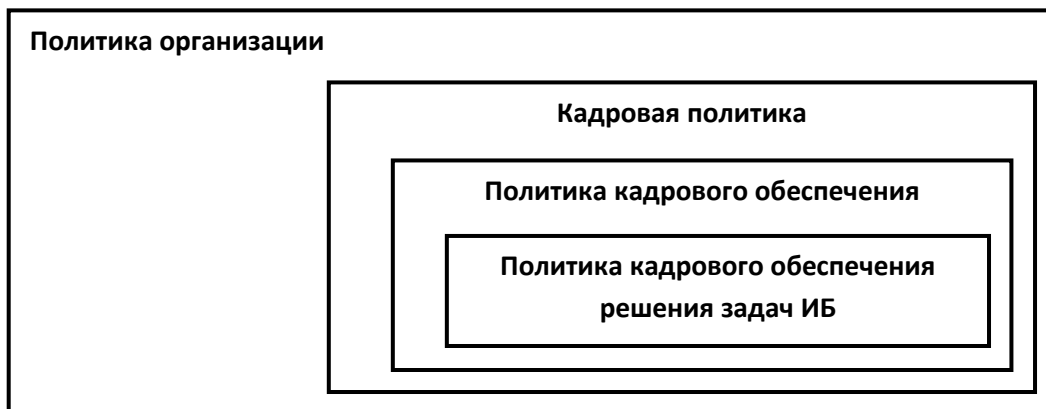 Политика организации
Кадровая политика
Политика кадрового обеспечения
Политика кадрового обеспечения
решения задач ИБ